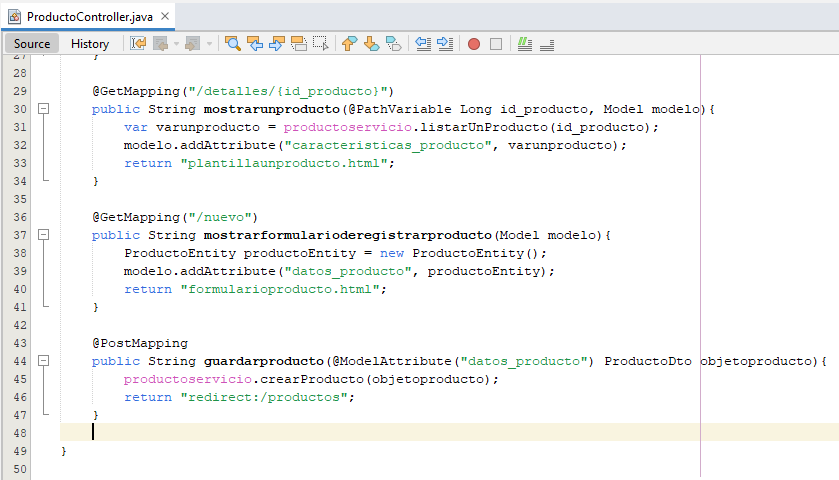 ProductoController.java
Source History
27 }
28
29 @GetMapping("/detalles/{id_producto}")
30 public String mostrarunproducto(@PathVariable Long id_producto, Model modelo){
31 var varunproducto = productoservicio.listarUnProducto(id_producto);
32 modelo.addAttribute("caracteristicas_producto", varunproducto);
33 return "plantillaunproducto.html";
34 }
35
36 @GetMapping("/nuevo")
37 public String mostrarformularioderegistrarproducto(Model modelo){
38 ProductoEntity productoEntity = new ProductoEntity();
39 modelo.addAttribute("datos_producto", productoEntity);
40 return "formularioproducto.html";
41 }
42
43 @PostMapping
44 public String guardarproducto(@ModelAttribute("datos_producto") ProductoDto objetoproducto){
45 productoservicio.crearProducto(objetoproducto);
46 return "redirect:/productos";
47 }
48
49 }
50